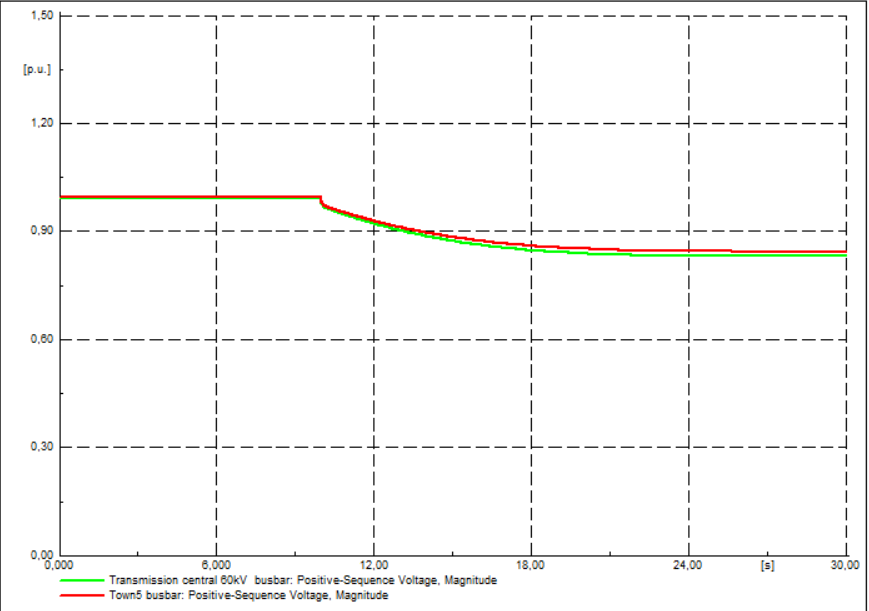 1,50
[p.u.]
1,20
0,90
0,60
0,30
0,00
0,000 6,000 12,00 18,00 24,00 [s] 30,00
Transmission central 60kV busbar: Positive-Sequence Voltage, Magnitude
Town5 busbar: Positive-Sequence Voltage, Magnitude